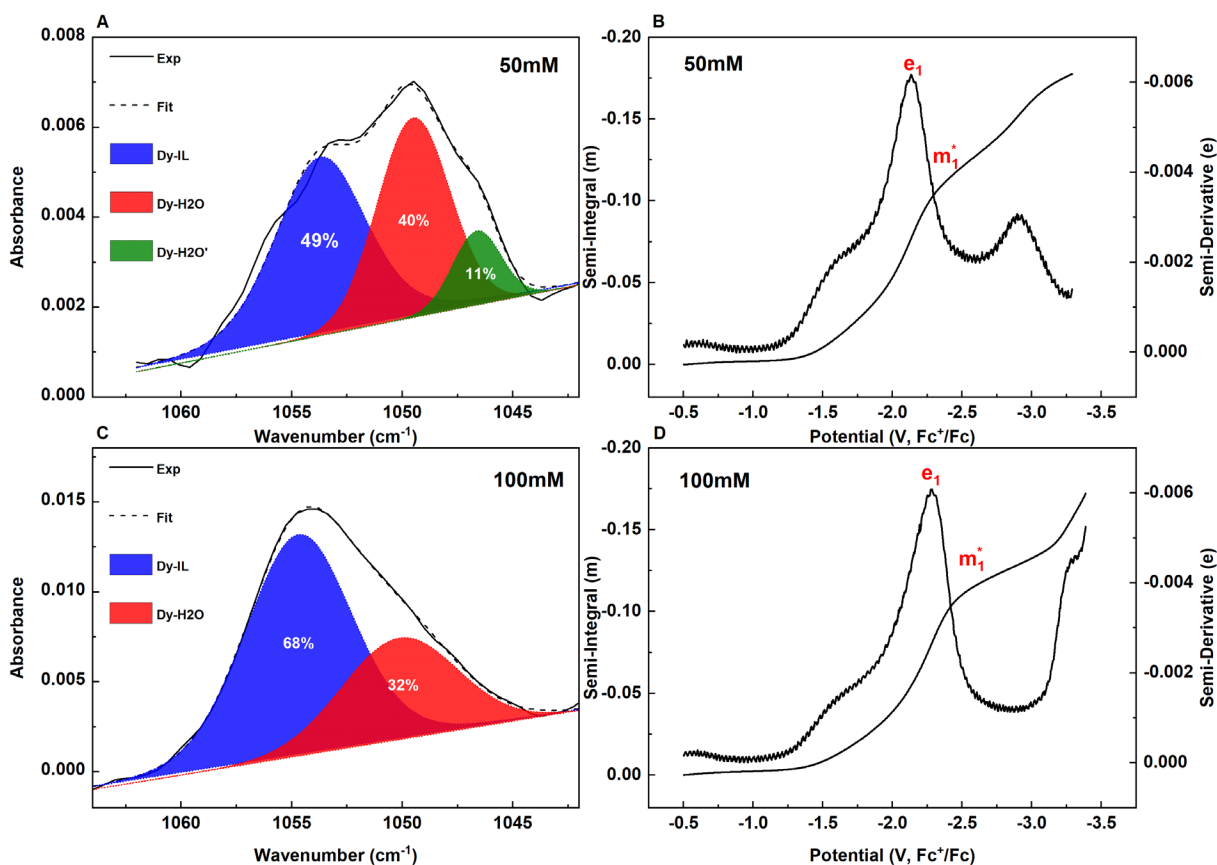 A
50mM
Exp
Fit
Dy-IL
Dy-H2O
Dy-H2O'
49%
40%
11%
0.008
0.006
0.004
0.002
0.000
Absorbance
1060
1055
1050
1045
Wavenumber (cm⁻¹)
B
50mM
e₁
m₁*
-0.20
-0.15
-0.10
-0.05
0.00
Semi-Integral (m)
-0.006
-0.004
-0.002
0.000
Semi-Derivative (e)
-0.5
-1.0
-1.5
-2.0
-2.5
-3.0
-3.5
Potential (V, Fc⁺/Fc)
C
100mM
Exp
Fit
Dy-IL
Dy-H2O
68%
32%
0.015
0.010
0.005
0.000
Absorbance
1060
1055
1050
1045
Wavenumber (cm⁻¹)
D
100mM
e₁
m₁*
-0.20
-0.15
-0.10
-0.05
0.00
Semi-Integral (m)
-0.006
-0.004
-0.002
0.000
Semi-Derivative (e)
-0.5
-1.0
-1.5
-2.0
-2.5
-3.0
-3.5
Potential (V, Fc⁺/Fc)